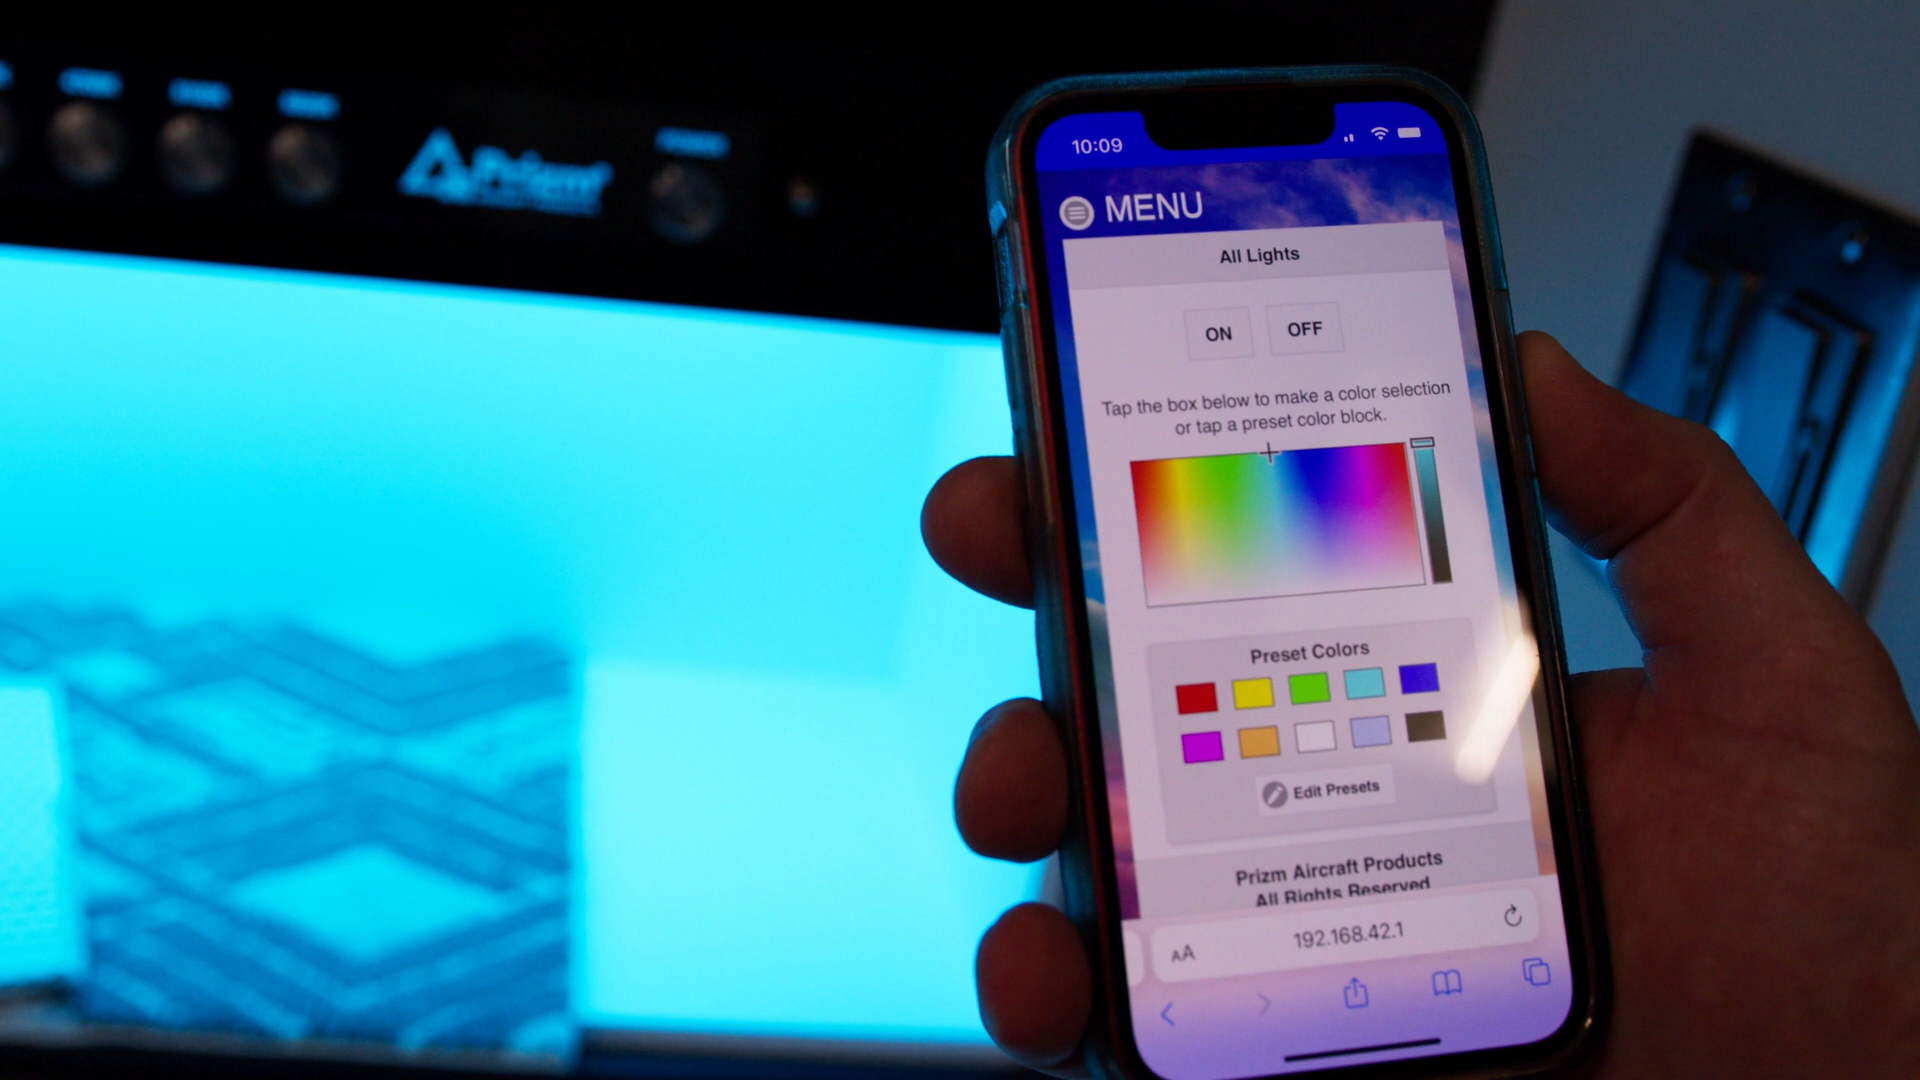 Prism
10:09
MENU
All Lights
ON OFF
Tap the box below to make a color selection
or tap a preset color block.
Preset Colors
Edit Presets
Prizm Aircraft Products
All Rights Reserved
AA 192.168.42.1